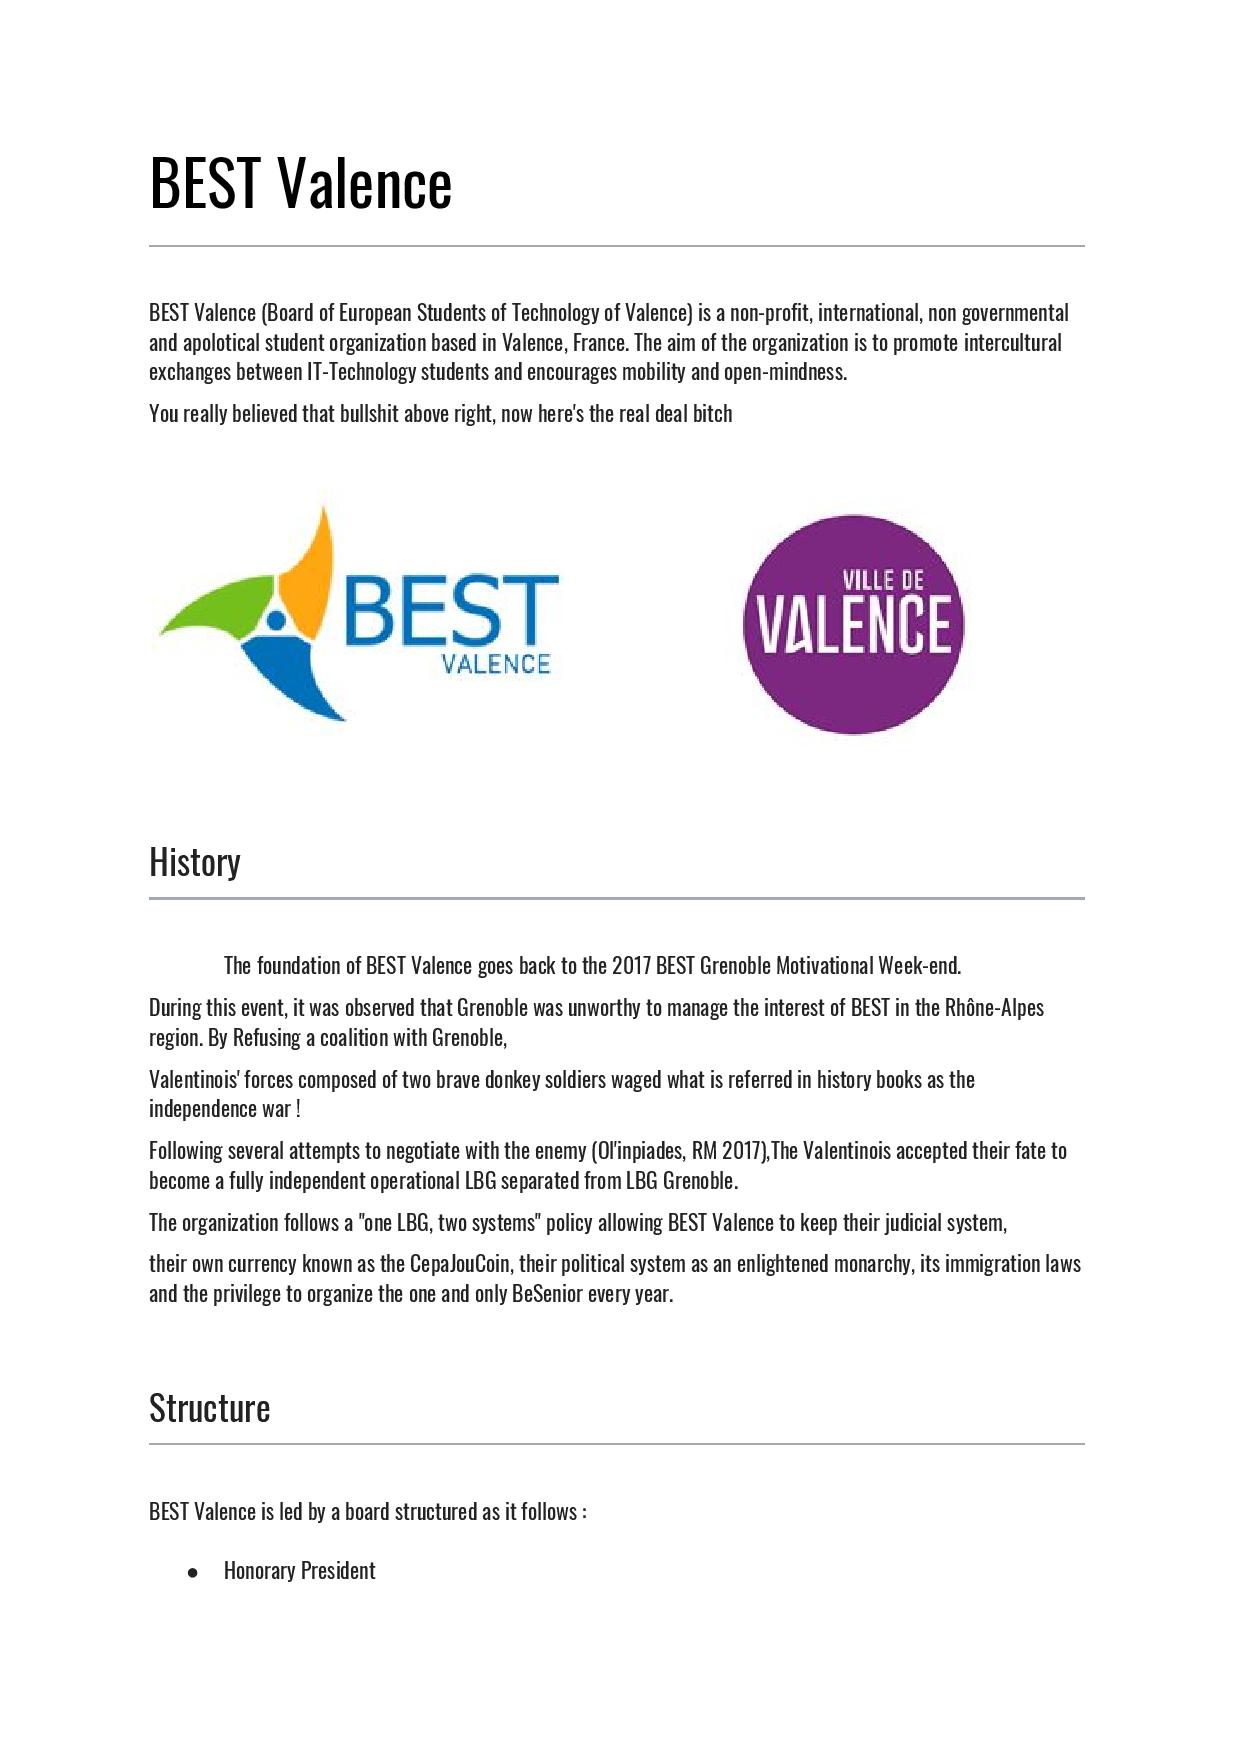 BEST Valence
BEST Valence (Board of European Students of Technology of Valence) is a non-profit, international, non governmental
and apolotical student organization based in Valence, France. The aim of the organization is to promote intercultural
exchanges between IT-Technology students and encourages mobility and open-mindness.
You really believed that bullshit above right, now here's the real deal bitch
BEST
VALENCE
VILLE DE
VALENCE
History
The foundation of BEST Valence goes back to the 2017 BEST Grenoble Motivational Week-end.
During this event, it was observed that Grenoble was unworthy to manage the interest of BEST in the Rhône-Alpes
region. By Refusing a coalition with Grenoble,
Valentinois' forces composed of two brave donkey soldiers waged what is referred in history books as the
independence war !
Following several attempts to negotiate with the enemy (Ol'inpiades, RM 2017),The Valentinois accepted their fate to
become a fully independent operational LBG separated from LBG Grenoble.
The organization follows a "one LBG, two systems" policy allowing BEST Valence to keep their judicial system,
their own currency known as the CepaJouCoin, their political system as an enlightened monarchy, its immigration laws
and the privilege to organize the one and only BeSenior every year.
Structure
BEST Valence is led by a board structured as it follows :
● Honorary President